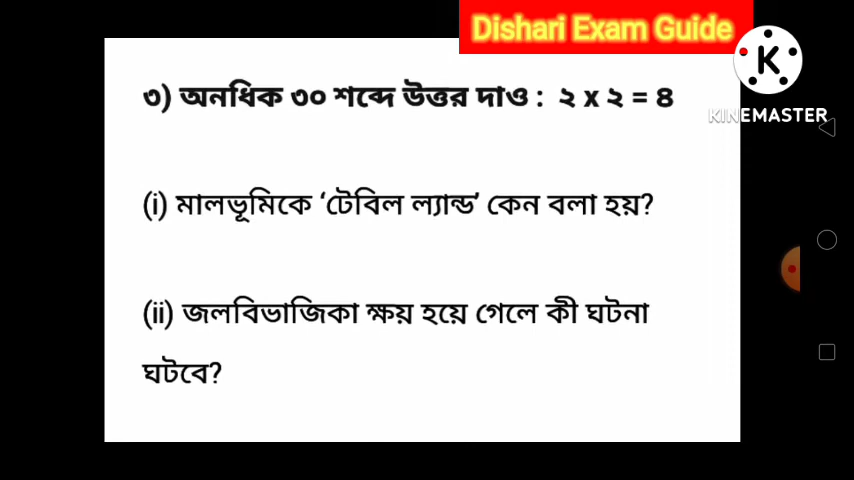 Dishari Exam Guide
KINEMASTER
৩) অনধিক ৩০ শব্দে উত্তর দাও : ২ x ২ = ৪
(i) মালভূমিকে ‘টেবিল ল্যান্ড’ কেন বলা হয়?
(ii) জলবিভাজিকা ক্ষয় হয়ে গেলে কী ঘটনা
ঘটবে?